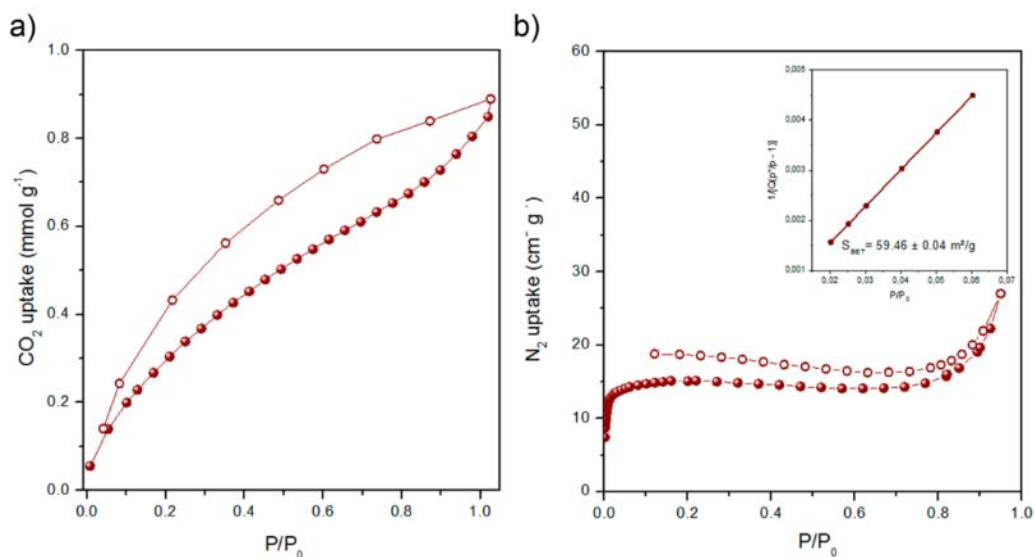 a)
CO₂ uptake (mmol g⁻¹)
1.0
0.8
0.6
0.4
0.2
0.0
0.0 0.2 0.4 0.6 0.8 1.0
P/P₀
b)
N₂ uptake (cm³ g⁻¹)
60
50
40
30
20
10
0
0.0 0.2 0.4 0.6 0.8 1.0
P/P₀
1/[Q(p°/p - 1)]
0,005
0,004
0,003
0,002
0,001
S_BET = 59.46 ± 0.04 m²/g
0.02 0.03 0.04 0.05 0.06 0.07
P/P₀